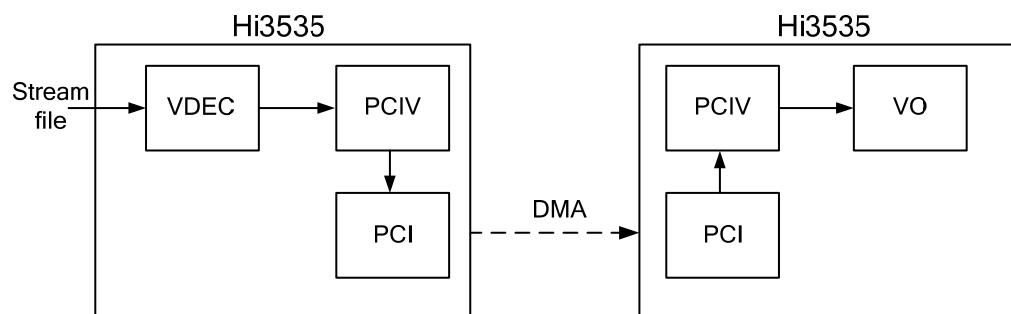 Hi3535
Hi3535
Stream
file
VDEC
PCIV
PCI
DMA
PCIV
VO
PCI